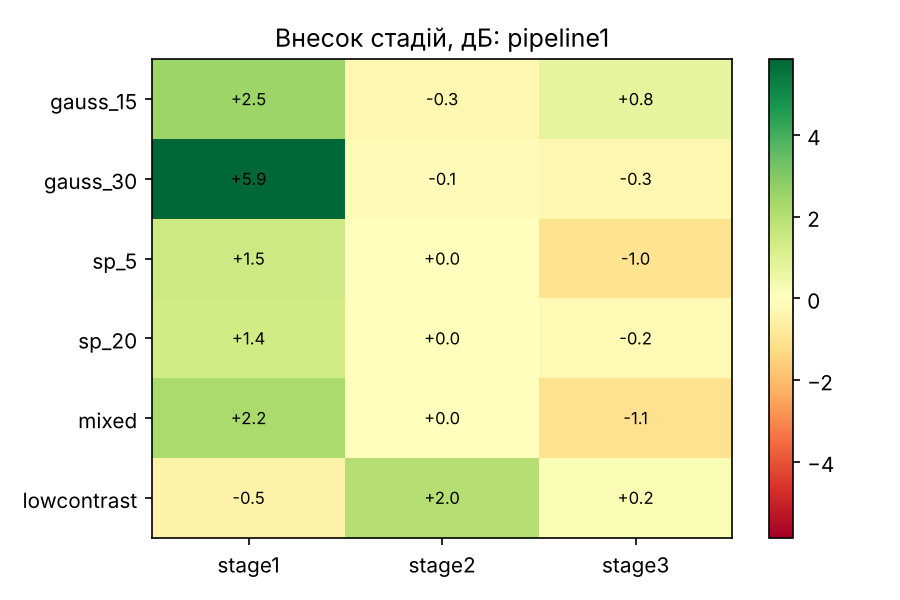 Внесок стадій, дБ: pipeline1
gauss_15 +2.5 -0.3 +0.8
gauss_30 +5.9 -0.1 -0.3
sp_5 +1.5 +0.0 -1.0
sp_20 +1.4 +0.0 -0.2
mixed +2.2 +0.0 -1.1
lowcontrast -0.5 +2.0 +0.2
stage1 stage2 stage3
4
2
0
−2
−4